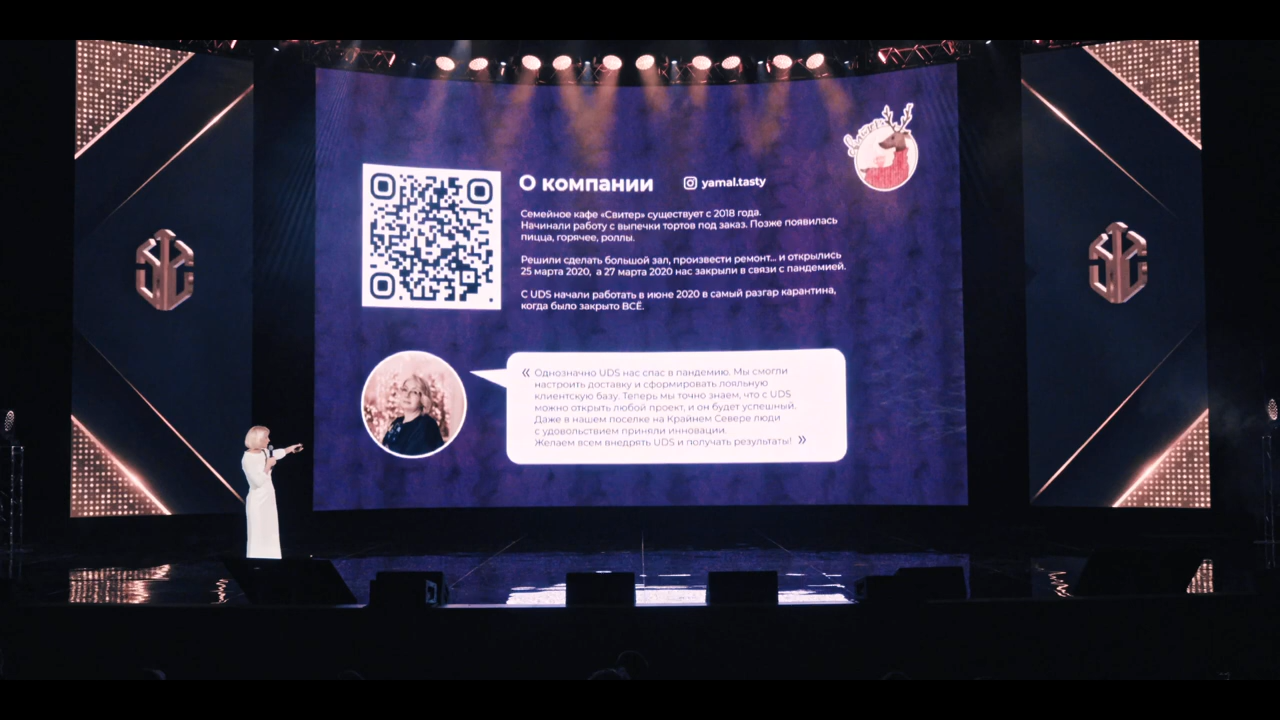 О компании
yamal.tasty
Семейное кафе «Свитер» существует с 2018 года.
Начинали работу с выпечки тортов под заказ. Позже появилась
пицца, горячее, роллы.
Решили сделать большой зал, произвести ремонт... и открылись
25 марта 2020, а 27 марта 2020 нас закрыли в связи с пандемией.
С UDS начали работать в июне 2020 в самый разгар карантина,
когда было закрыто ВСЁ.
« Однозначно UDS нас спас в пандемию. Мы смогли
настроить доставку и сформировать лояльную
клиентскую базу. Теперь мы точно знаем, что с UDS
можно открыть любой проект, и он будет успешный.
Даже в нашем поселке на Крайнем Севере люди
с удовольствием приняли инновации.
Желаем всем внедрять UDS и получать результаты! »